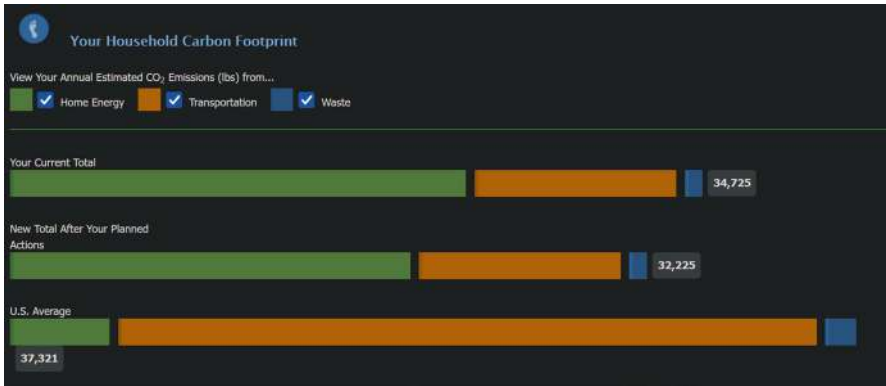 Your Household Carbon Footprint
View Your Annual Estimated CO₂ Emissions (lbs) from...
Home Energy Transportation Waste
Your Current Total
34,725
New Total After Your Planned
Actions
32,225
U.S. Average
37,321